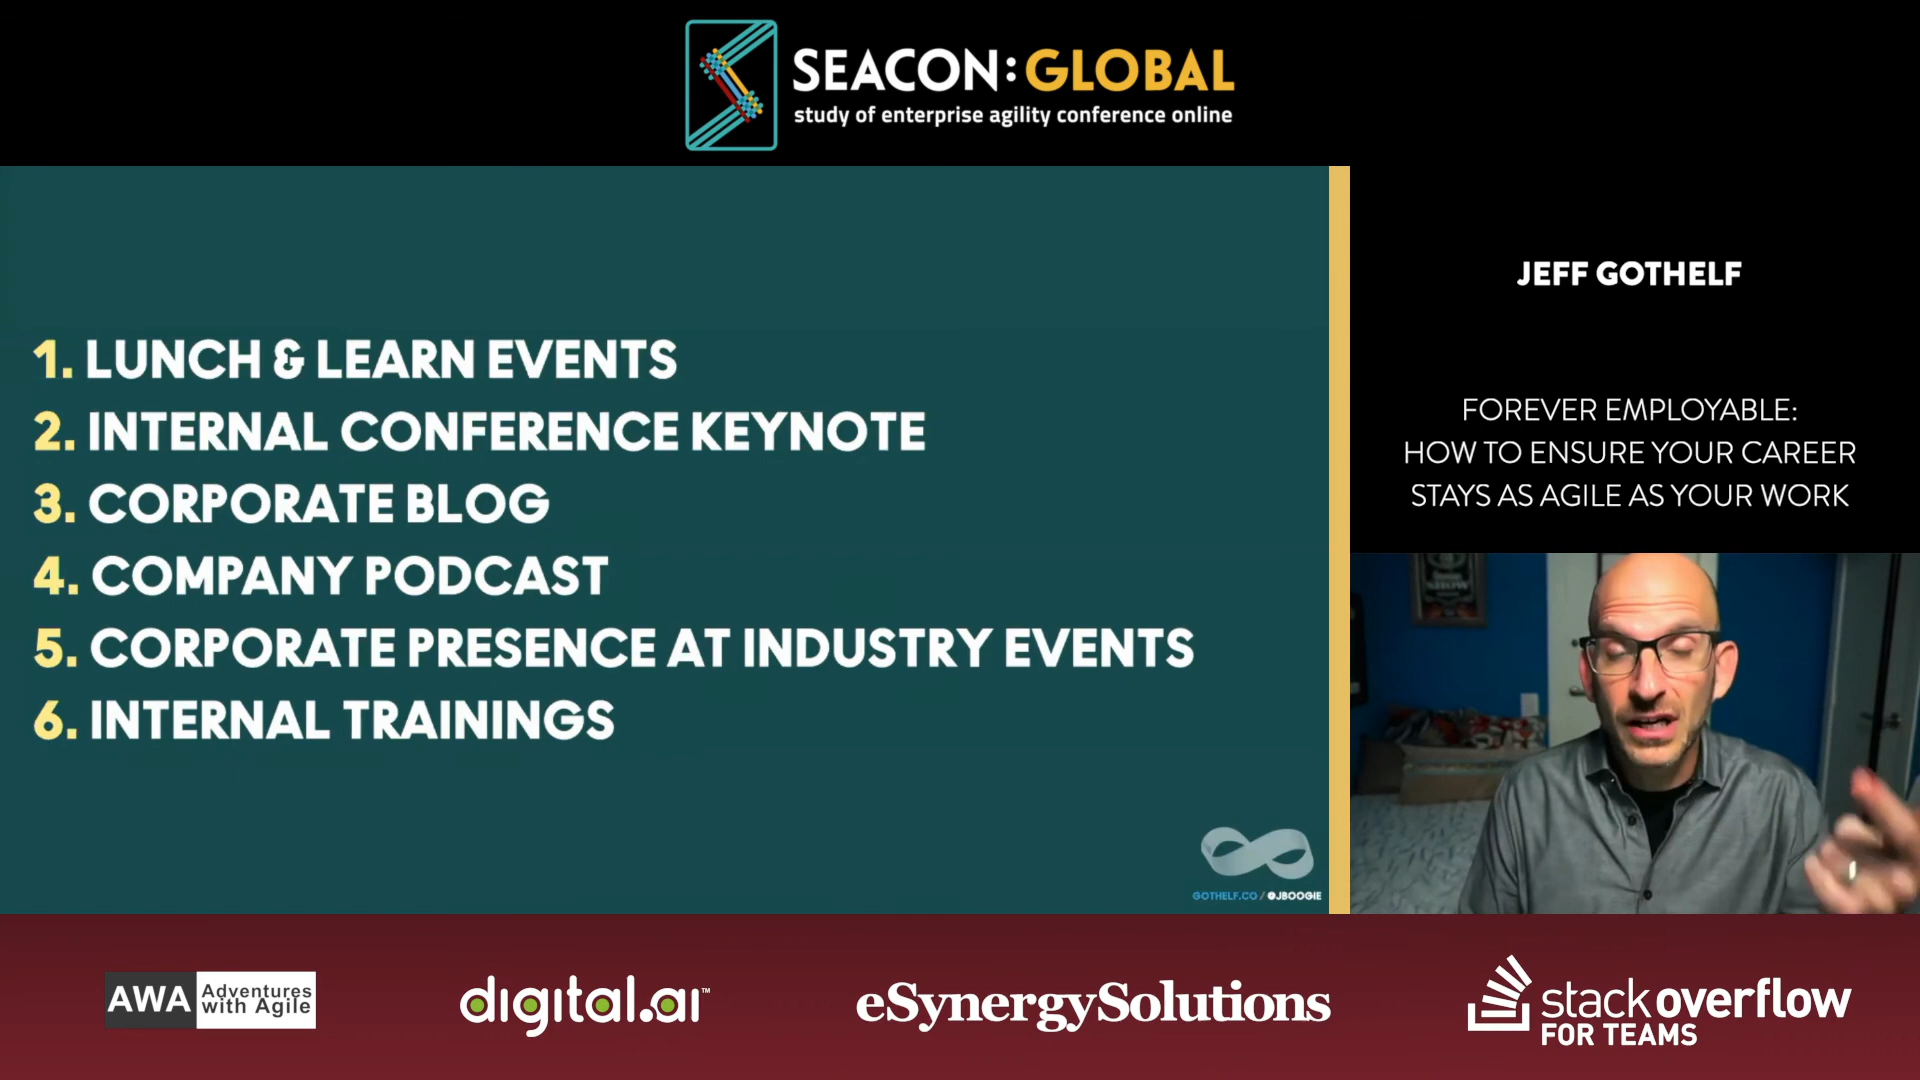 SEACON:GLOBAL
study of enterprise agility conference online
1. LUNCH & LEARN EVENTS
2. INTERNAL CONFERENCE KEYNOTE
3. CORPORATE BLOG
4. COMPANY PODCAST
5. CORPORATE PRESENCE AT INDUSTRY EVENTS
6. INTERNAL TRAININGS
GOTHELF.CO / @JBOOGIE
JEFF GOTHELF
FOREVER EMPLOYABLE:
HOW TO ENSURE YOUR CAREER
STAYS AS AGILE AS YOUR WORK
AWA Adventures
with Agile
digital.ai™
eSynergySolutions
stackoverflow
FOR TEAMS